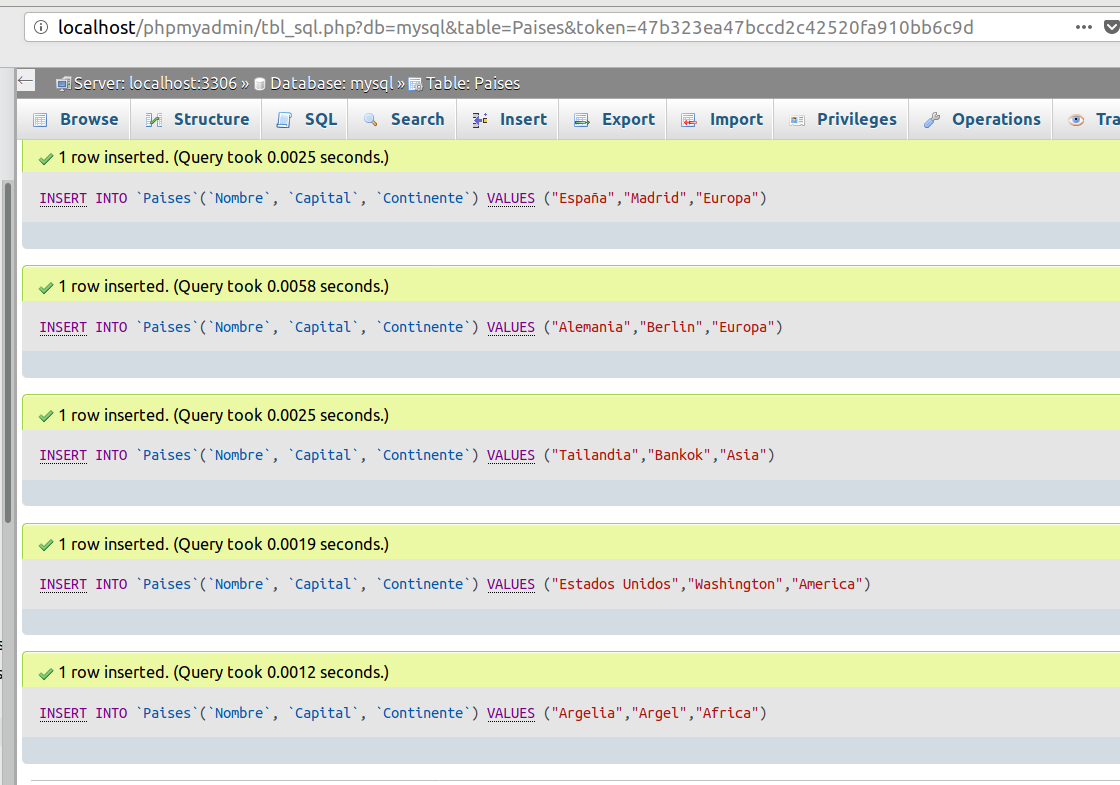 localhost/phpmyadmin/tbl_sql.php?db=mysql&table=Paises&token=47b323ea47bccd2c42520fa910bb6c9d
Server: localhost:3306 » Database: mysql » Table: Paises
Browse Structure SQL Search Insert Export Import Privileges Operations Tra
1 row inserted. (Query took 0.0025 seconds.)
INSERT INTO `Paises`(`Nombre`, `Capital`, `Continente`) VALUES ("España","Madrid","Europa")
1 row inserted. (Query took 0.0058 seconds.)
INSERT INTO `Paises`(`Nombre`, `Capital`, `Continente`) VALUES ("Alemania","Berlin","Europa")
1 row inserted. (Query took 0.0025 seconds.)
INSERT INTO `Paises`(`Nombre`, `Capital`, `Continente`) VALUES ("Tailandia","Bankok","Asia")
1 row inserted. (Query took 0.0019 seconds.)
INSERT INTO `Paises`(`Nombre`, `Capital`, `Continente`) VALUES ("Estados Unidos","Washington","America")
1 row inserted. (Query took 0.0012 seconds.)
INSERT INTO `Paises`(`Nombre`, `Capital`, `Continente`) VALUES ("Argelia","Argel","Africa")